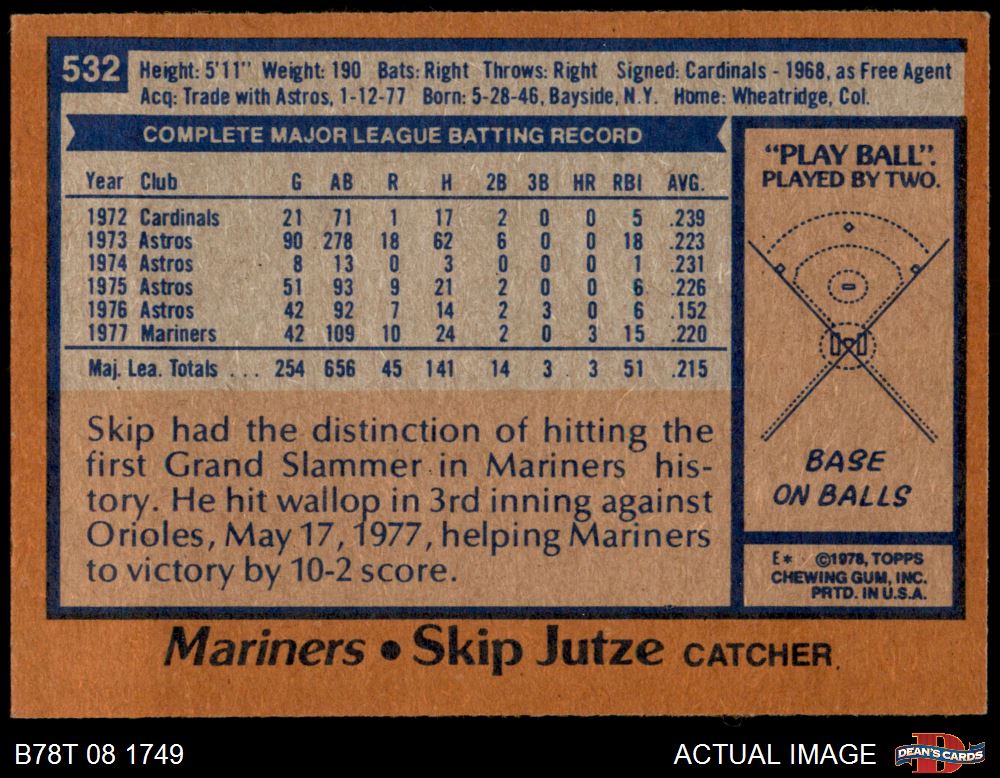 532
Height: 5'11" Weight: 190 Bats: Right Throws: Right Signed: Cardinals - 1968, as Free Agent
Acq: Trade with Astros, 1-12-77 Born: 5-28-46, Bayside, N.Y. Home: Wheatridge, Col.
COMPLETE MAJOR LEAGUE BATTING RECORD
Year Club G AB R H 2B 3B HR RBI AVG.
1972 Cardinals 21 71 1 17 2 0 0 5 .239
1973 Astros 90 278 18 62 6 0 0 18 .223
1974 Astros 8 13 0 3 0 0 0 1 .231
1975 Astros 51 93 9 21 2 0 0 6 .226
1976 Astros 42 92 7 14 2 3 0 6 .152
1977 Mariners 42 109 10 24 2 0 3 15 .220
Maj. Lea. Totals ... 254 656 45 141 14 3 3 51 .215
Skip had the distinction of hitting the
first Grand Slammer in Mariners his-
tory. He hit wallop in 3rd inning against
Orioles, May 17, 1977, helping Mariners
to victory by 10-2 score.
"PLAY BALL".
PLAYED BY TWO.
BASE
ON BALLS
E* ©1978, TOPPS
CHEWING GUM, INC.
PRTD. IN U.S.A.
Mariners • Skip Jutze CATCHER
B78T 08 1749
ACTUAL IMAGE
D
DEAN'S CARDS